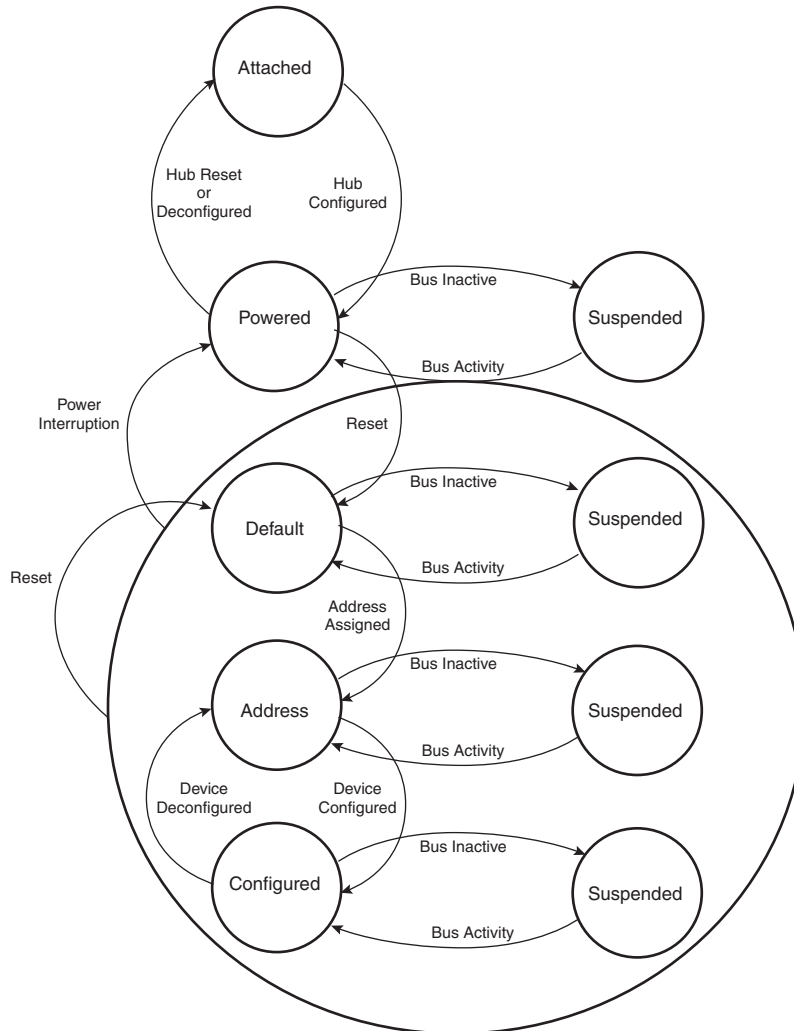 Attached
Hub Reset
or
Deconfigured
Hub
Configured
Powered
Bus Inactive
Suspended
Bus Activity
Power
Interruption
Reset
Default
Bus Inactive
Suspended
Bus Activity
Reset
Address
Assigned
Address
Bus Inactive
Suspended
Bus Activity
Device
Deconfigured
Device
Configured
Configured
Bus Inactive
Suspended
Bus Activity